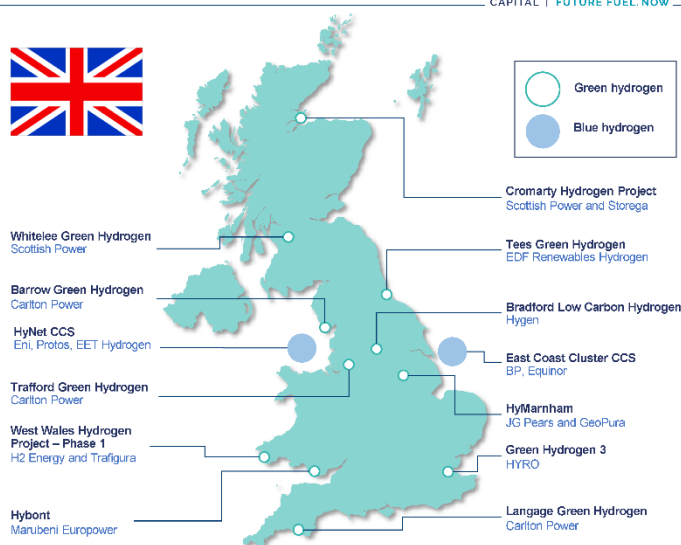 CAPITAL | FUTURE FUEL. NOW
Green hydrogen
Blue hydrogen
Cromarty Hydrogen Project
Scottish Power and Storega
Whitelee Green Hydrogen
Scottish Power
Tees Green Hydrogen
EDF Renewables Hydrogen
Barrow Green Hydrogen
Carlton Power
Bradford Low Carbon Hydrogen
Hygen
HyNet CCS
Eni, Protos, EET Hydrogen
East Coast Cluster CCS
BP, Equinor
Trafford Green Hydrogen
Carlton Power
HyMarnham
JG Pears and GeoPura
West Wales Hydrogen
Project – Phase 1
H2 Energy and Trafigura
Green Hydrogen 3
HYRO
Hybont
Marubeni Europower
Langage Green Hydrogen
Carlton Power